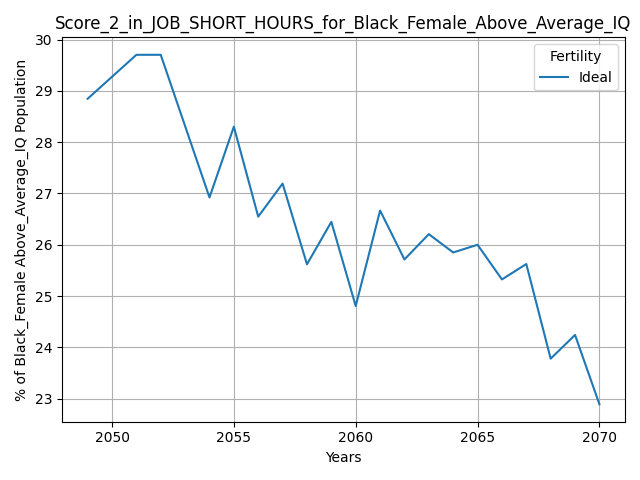 Score_2_in_JOB_SHORT_HOURS_for_Black_Female_Above_Average_IQ
% of Black_Female Above_Average_IQ Population
30
29
28
27
26
25
24
23
Fertility
Ideal
2050 2055 2060 2065 2070
Years